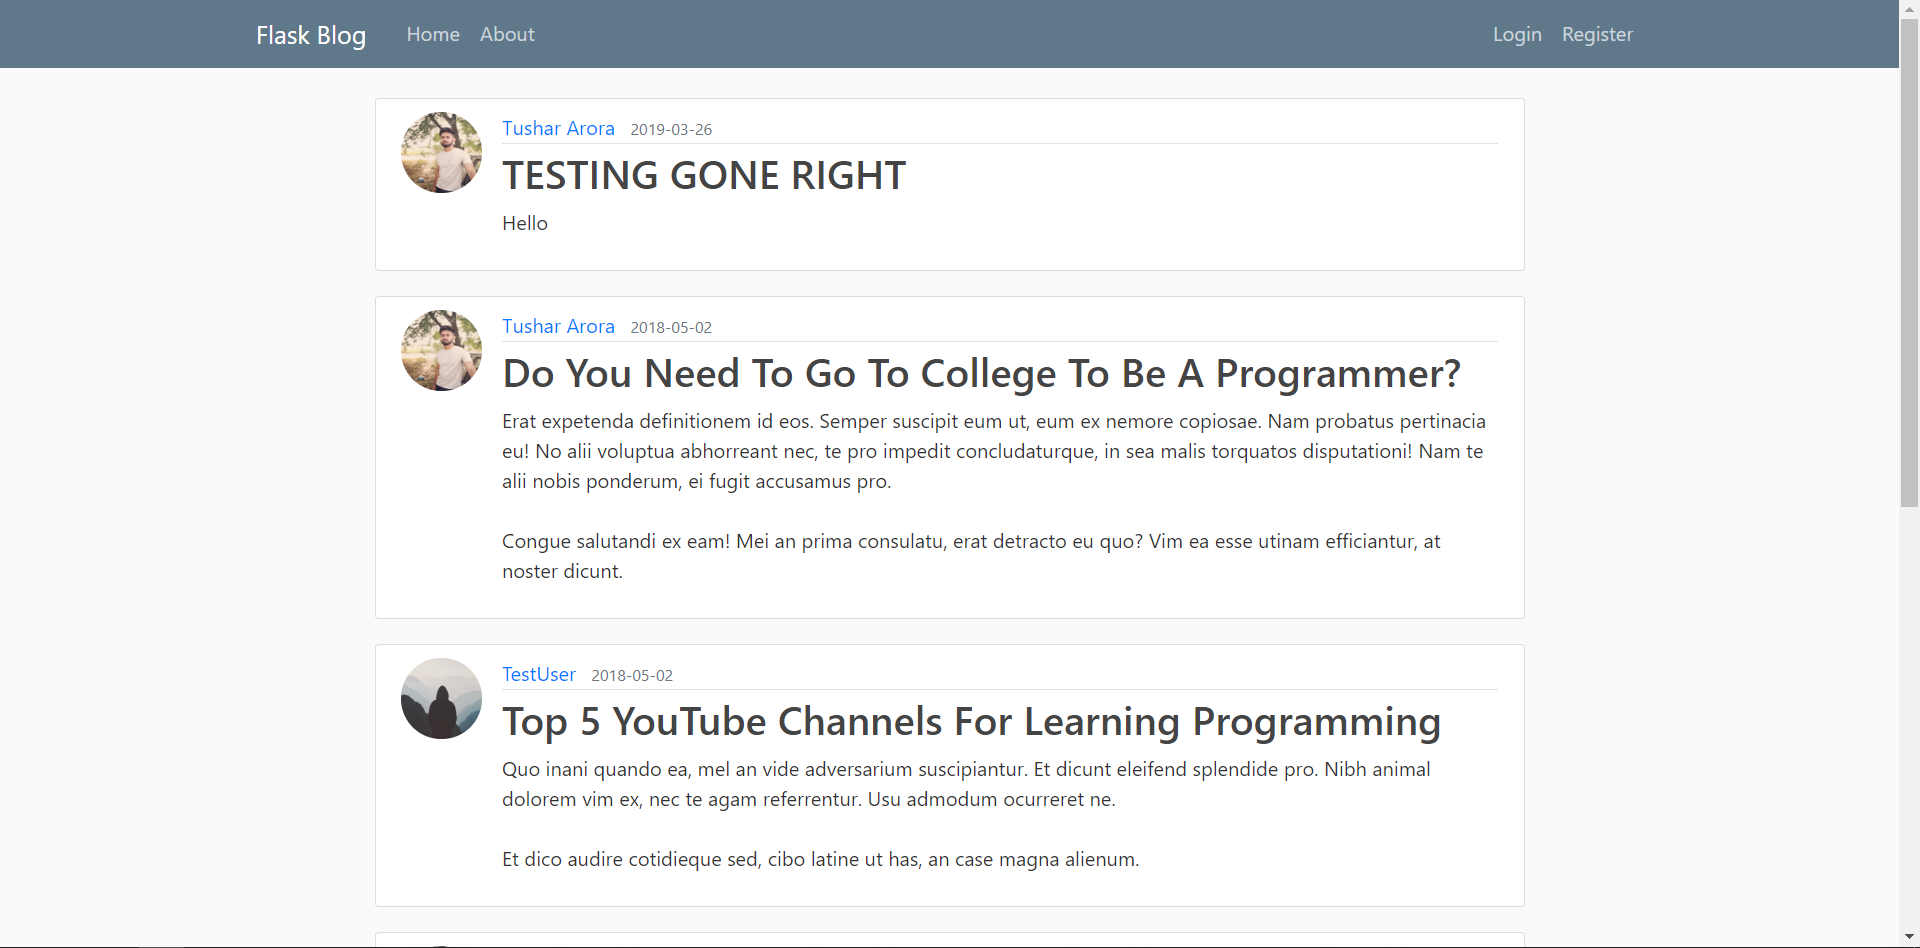 Flask Blog Home About Login Register
Tushar Arora 2019-03-26
TESTING GONE RIGHT
Hello
Tushar Arora 2018-05-02
Do You Need To Go To College To Be A Programmer?
Erat expetenda definitionem id eos. Semper suscipit eum ut, eum ex nemore copiosae. Nam probatus pertinacia
eu! No alii voluptua abhorreant nec, te pro impedit concludaturque, in sea malis torquatos disputationi! Nam te
alii nobis ponderum, ei fugit accusamus pro.
Congue salutandi ex eam! Mei an prima consulatu, erat detracto eu quo? Vim ea esse utinam efficiantur, at
noster dicunt.
TestUser 2018-05-02
Top 5 YouTube Channels For Learning Programming
Quo inani quando ea, mel an vide adversarium suscipiantur. Et dicunt eleifend splendide pro. Nibh animal
dolorem vim ex, nec te agam referrentur. Usu admodum ocurreret ne.
Et dico audire cotidieque sed, cibo latine ut has, an case magna alienum.